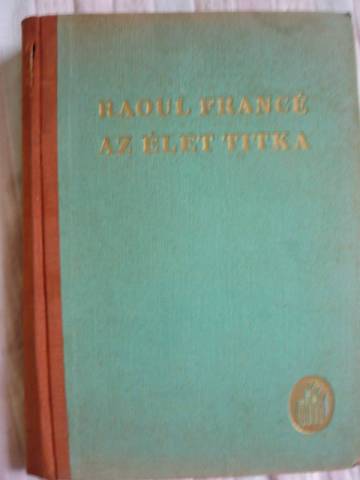 RAOUL FRANCÉ
AZ ÉLET TITKA